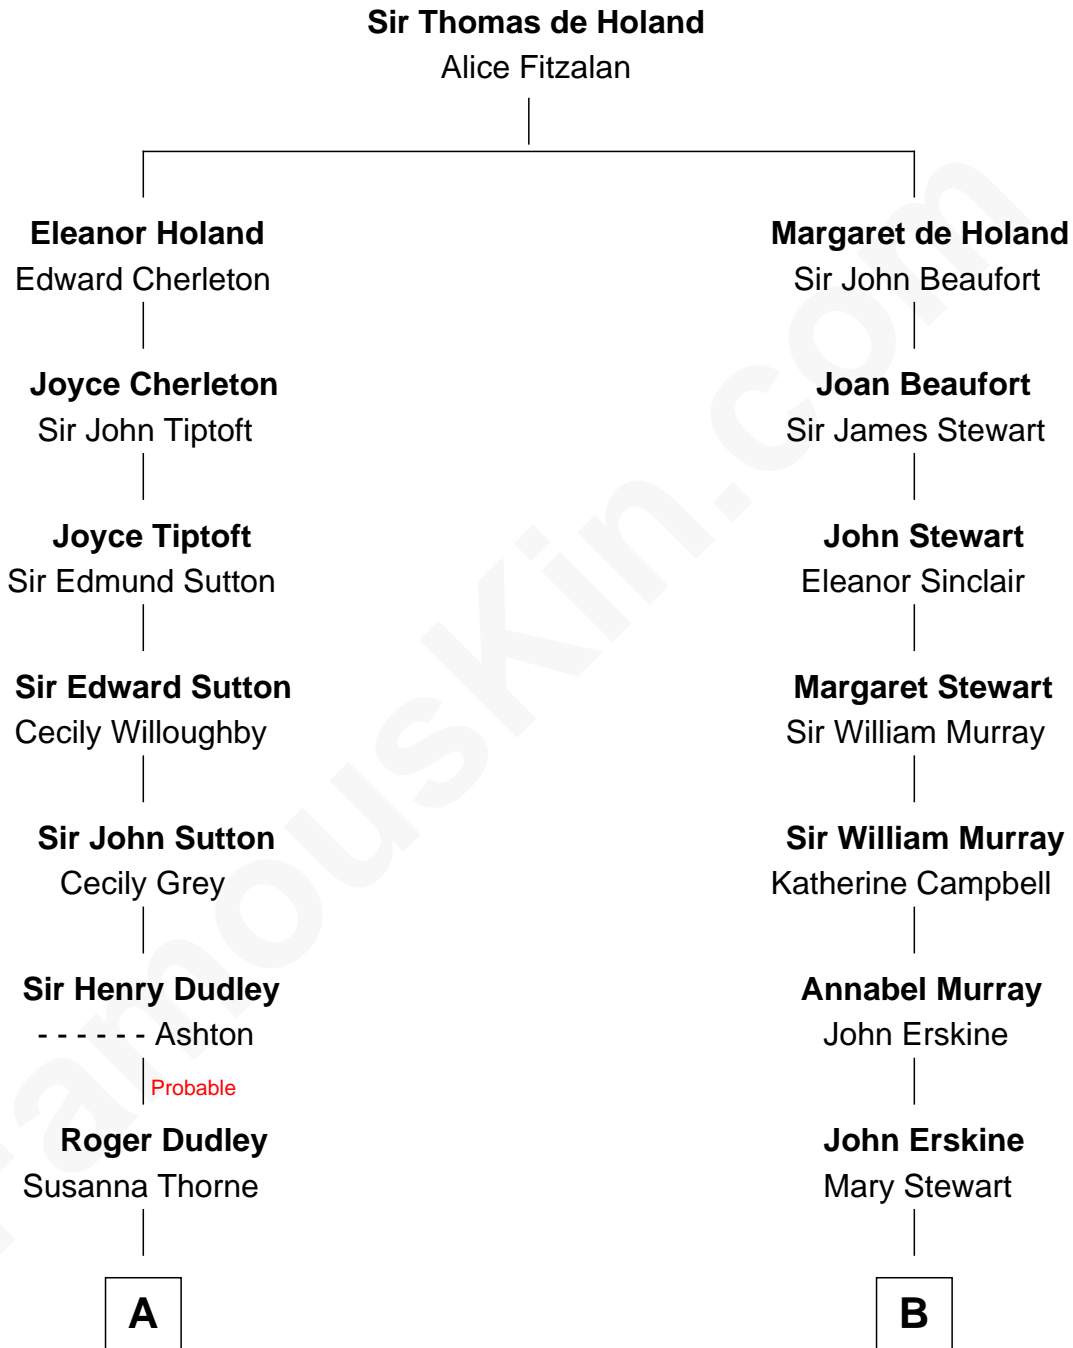 Sir Thomas de Holand
Alice Fitzalan
Eleanor Holand
Edward Cherleton
Joyce Cherleton
Sir John Tiptoft
Joyce Tiptoft
Sir Edmund Sutton
Sir Edward Sutton
Cecily Willoughby
Sir John Sutton
Cecily Grey
Sir Henry Dudley
- - - - - - Ashton
Probable
Roger Dudley
Susanna Thorne
A
Margaret de Holand
Sir John Beaufort
Joan Beaufort
Sir James Stewart
John Stewart
Eleanor Sinclair
Margaret Stewart
Sir William Murray
Sir William Murray
Katherine Campbell
Annabel Murray
John Erskine
John Erskine
Mary Stewart
B
FamousKin.com